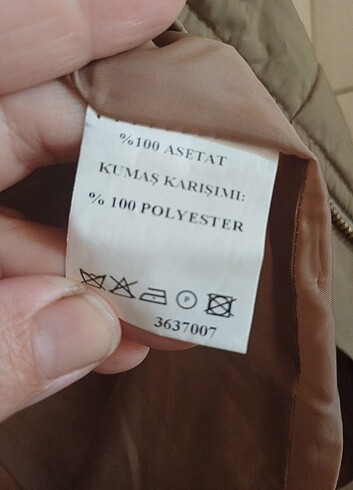 %100 ASETAT
KUMAŞ KARIŞIMI:
% 100 POLYESTER
P
3637007